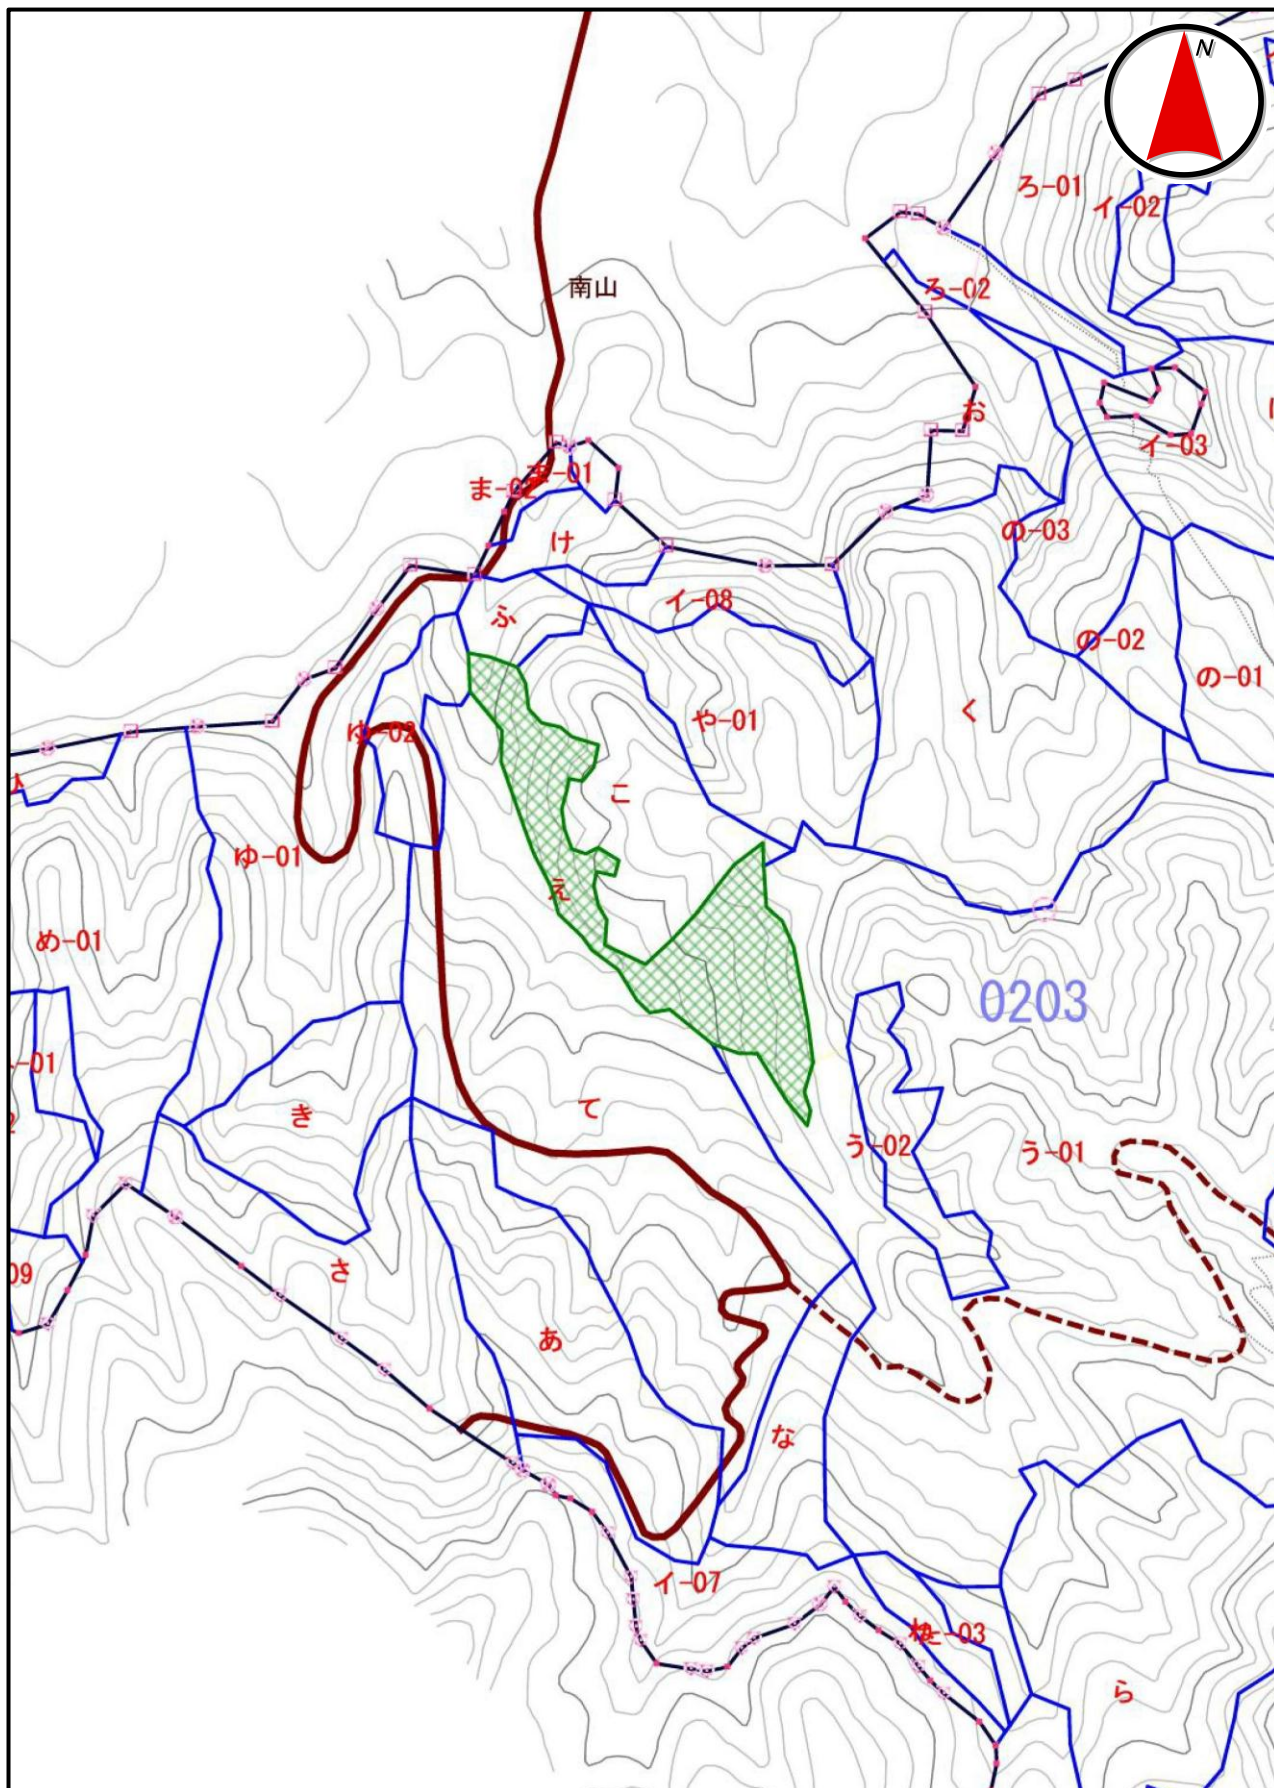 N
ろ-01
イ-02
南山
ろ-02
お
イ-03
ま-02
け
の-03
イ-08
ふ
の-02
の-01
や-01
く
ゆ-02
こ
ゆ-01
え
め-01
0203
-01
き
て
う-02
う-01
さ
09
あ
な
イ-07
-03
ら